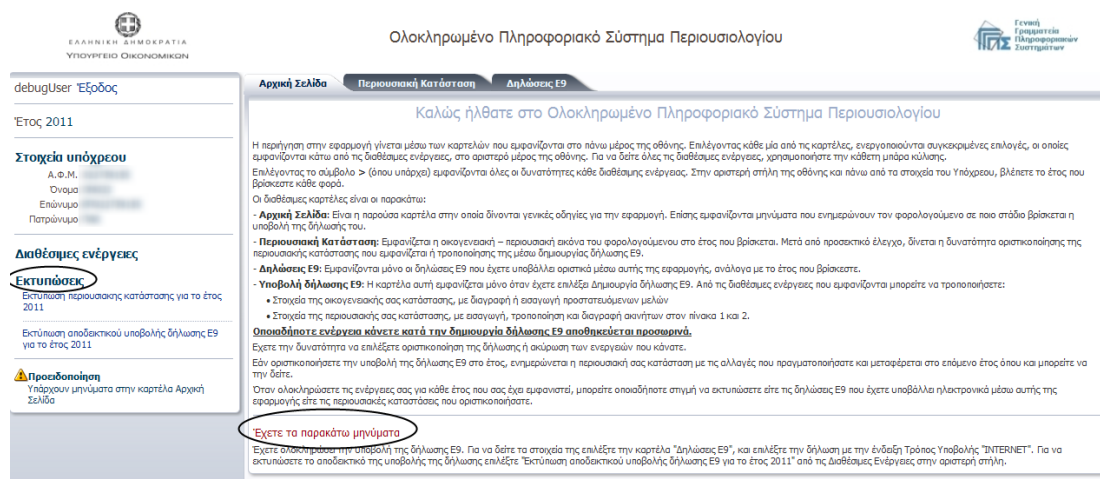 ΕΛΛΗΝΙΚΗ ΔΗΜΟΚΡΑΤΙΑ
ΥΠΟΥΡΓΕΙΟ ΟΙΚΟΝΟΜΙΚΩΝ
Ολοκληρωμένο Πληροφοριακό Σύστημα Περιουσιολογίου
ΓΓΠΣ
Γενική
Γραμματεία
Πληροφοριακών
Συστημάτων
debugUser Έξοδος
Έτος 2011
Στοιχεία υπόχρεου
Α.Φ.Μ.
Όνομα
Επώνυμο
Πατρώνυμο
Διαθέσιμες ενέργειες
Εκτυπώσεις
Εκτύπωση περιουσιακης κατάστασης για το έτος
2011
Εκτύπωση αποδεικτικού υποβολής δήλωσης Ε9
για το έτος 2011
Προειδοποίηση
Υπάρχουν μηνύματα στην καρτέλα Αρχική
Σελίδα
Αρχική Σελίδα
Περιουσιακή Κατάσταση
Δηλώσεις Ε9
Καλώς ήλθατε στο Ολοκληρωμένο Πληροφοριακό Σύστημα Περιουσιολογίου
Η περιήγηση στην εφαρμογή γίνεται μέσω των καρτελών που εμφανίζονται στο πάνω μέρος της οθόνης. Επιλέγοντας κάθε μία από τις καρτέλες, ενεργοποιούνται συγκεκριμένες επιλογές, οι οποίες
εμφανίζονται κάτω από τις διαθέσιμες ενέργειες, στο αριστερό μέρος της οθόνης. Για να δείτε όλες τις διαθέσιμες ενέργειες, χρησιμοποιήστε την κάθετη μπάρα κύλισης.
Επιλέγοντας το σύμβολο > (όπου υπάρχει) εμφανίζονται όλες οι δυνατότητες κάθε διαθέσιμης ενέργειας. Στην αριστερή στήλη της οθόνης και πάνω από τα στοιχεία του Υπόχρεου, βλέπετε το έτος που
βρίσκεστε κάθε φορά.
Οι διαθέσιμες καρτέλες είναι οι παρακάτω:
- Αρχική Σελίδα: Είναι η παρούσα καρτέλα στην οποία δίνονται γενικές οδηγίες για την εφαρμογή. Επίσης εμφανίζονται μηνύματα που ενημερώνουν τον φορολογούμενο σε ποιο στάδιο βρίσκεται η
υποβολή της δήλωσής του.
- Περιουσιακή Κατάσταση: Εμφανίζεται η οικογενειακή – περιουσιακή εικόνα του φορολογούμενου στο έτος που βρίσκεται. Μετά από προσεκτικό έλεγχο, δίνεται η δυνατότητα οριστικοποίησης της
περιουσιακής κατάστασης που εμφανίζεται ή τροποποίησης της μέσω δημιουργίας δήλωσης Ε9.
- Δηλώσεις Ε9: Εμφανίζονται μόνο οι δηλώσεις Ε9 που έχετε υποβάλλει οριστικά μέσω αυτής της εφαρμογής, ανάλογα με το έτος που βρίσκεστε.
- Υποβολή δήλωσης Ε9: Η καρτέλα αυτή εμφανίζεται μόνο όταν έχετε επιλέξει Δημιουργία δήλωσης Ε9. Από τις διαθέσιμες ενέργειες που εμφανίζονται μπορείτε να τροποποιήσετε:
• Στοιχεία της οικογενειακής σας κατάστασης, με διαγραφή ή εισαγωγή προστατευόμενων μελών
• Στοιχεία της περιουσιακής σας κατάστασης, με εισαγωγή, τροποποίηση και διαγραφή ακινήτων στον πίνακα 1 και 2.
Οποιαδήποτε ενέργεια κάνετε κατά την δημιουργία δήλωσης Ε9 αποθηκεύεται προσωρινά.
Εχετε την δυνατότητα να επιλέξετε οριστικοποίηση της δήλωσης ή ακύρωση των ενεργειών που κάνατε.
Εάν οριστικοποιήσετε την υποβολή της δήλωσης Ε9 στο έτος, ενημερώνεται η περιουσιακή σας κατάσταση με τις αλλαγές που πραγματοποιήσατε και μεταφέρεται στο επόμενο έτος όπου και μπορείτε να
την δείτε.
Όταν ολοκληρώσετε τις ενέργειες σας για κάθε έτος που σας έχει εμφανιστεί, μπορείτε οποιαδήποτε στιγμή να εκτυπώσετε είτε τις δηλώσεις Ε9 που έχετε υποβάλλει ηλεκτρονικά μέσω αυτής της
εφαρμογής είτε τις περιουσιακές καταστάσεις που οριστικοποιήσατε.
Έχετε τα παρακάτω μηνύματα
Έχετε ολοκληρώσει την υποβολή της δήλωσης Ε9. Για να δείτε τα στοιχεία της επιλέξτε την καρτέλα "Δηλώσεις Ε9", και επιλέξτε την δήλωση με την ένδειξη Τρόπος Υποβολής "INTERNET". Για να
εκτυπώσετε το αποδεικτικό της υποβολής της δήλωσης επιλέξτε "Εκτύπωση αποδεικτικού υποβολής δήλωσης Ε9 για το έτος 2011" από τις Διαθέσιμες Ενέργειες στην αριστερή στήλη.